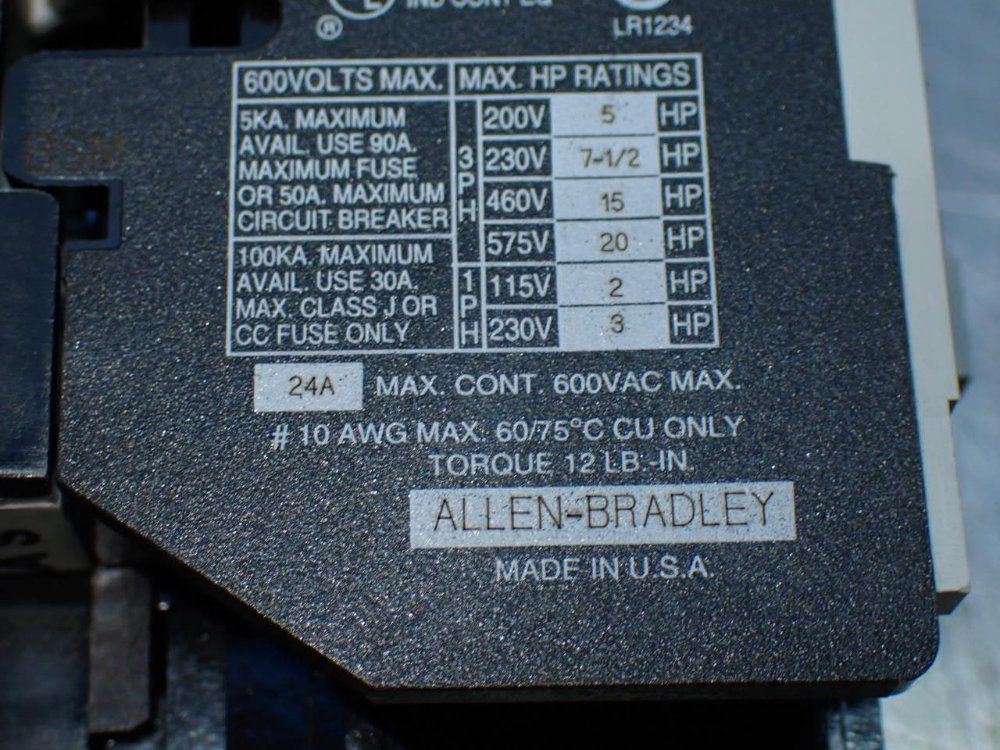 IND CONT EQ
® LR1234
600VOLTS MAX. MAX. HP RATINGS
5KA. MAXIMUM
AVAIL. USE 90A.
MAXIMUM FUSE
OR 50A. MAXIMUM
CIRCUIT BREAKER
3PH
200V 5 HP
230V 7-1/2 HP
460V 15 HP
575V 20 HP
100KA. MAXIMUM
AVAIL. USE 30A.
MAX. CLASS J OR
CC FUSE ONLY
1PH
115V 2 HP
230V 3 HP
BSM
24A MAX. CONT. 600VAC MAX.
# 10 AWG MAX. 60/75°C CU ONLY
TORQUE 12 LB.-IN.
ALLEN-BRADLEY
MADE IN U.S.A.